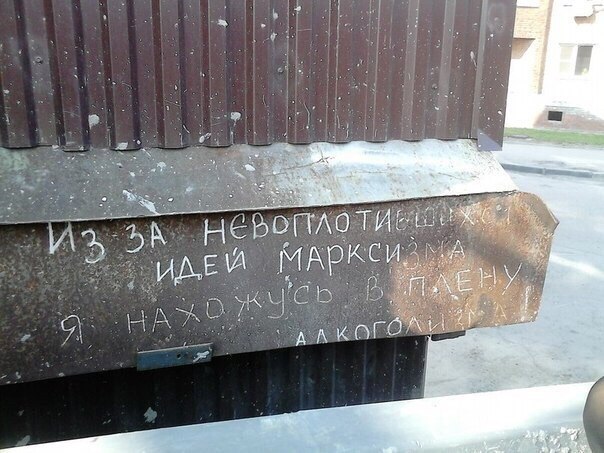 ИЗ ЗА НЕВОПЛОТИВШИХСЯ
ИДЕЙ МАРКСИЗМА
Я НАХОЖУСЬ В ПЛЕНУ
АЛКОГОЛИЗМА